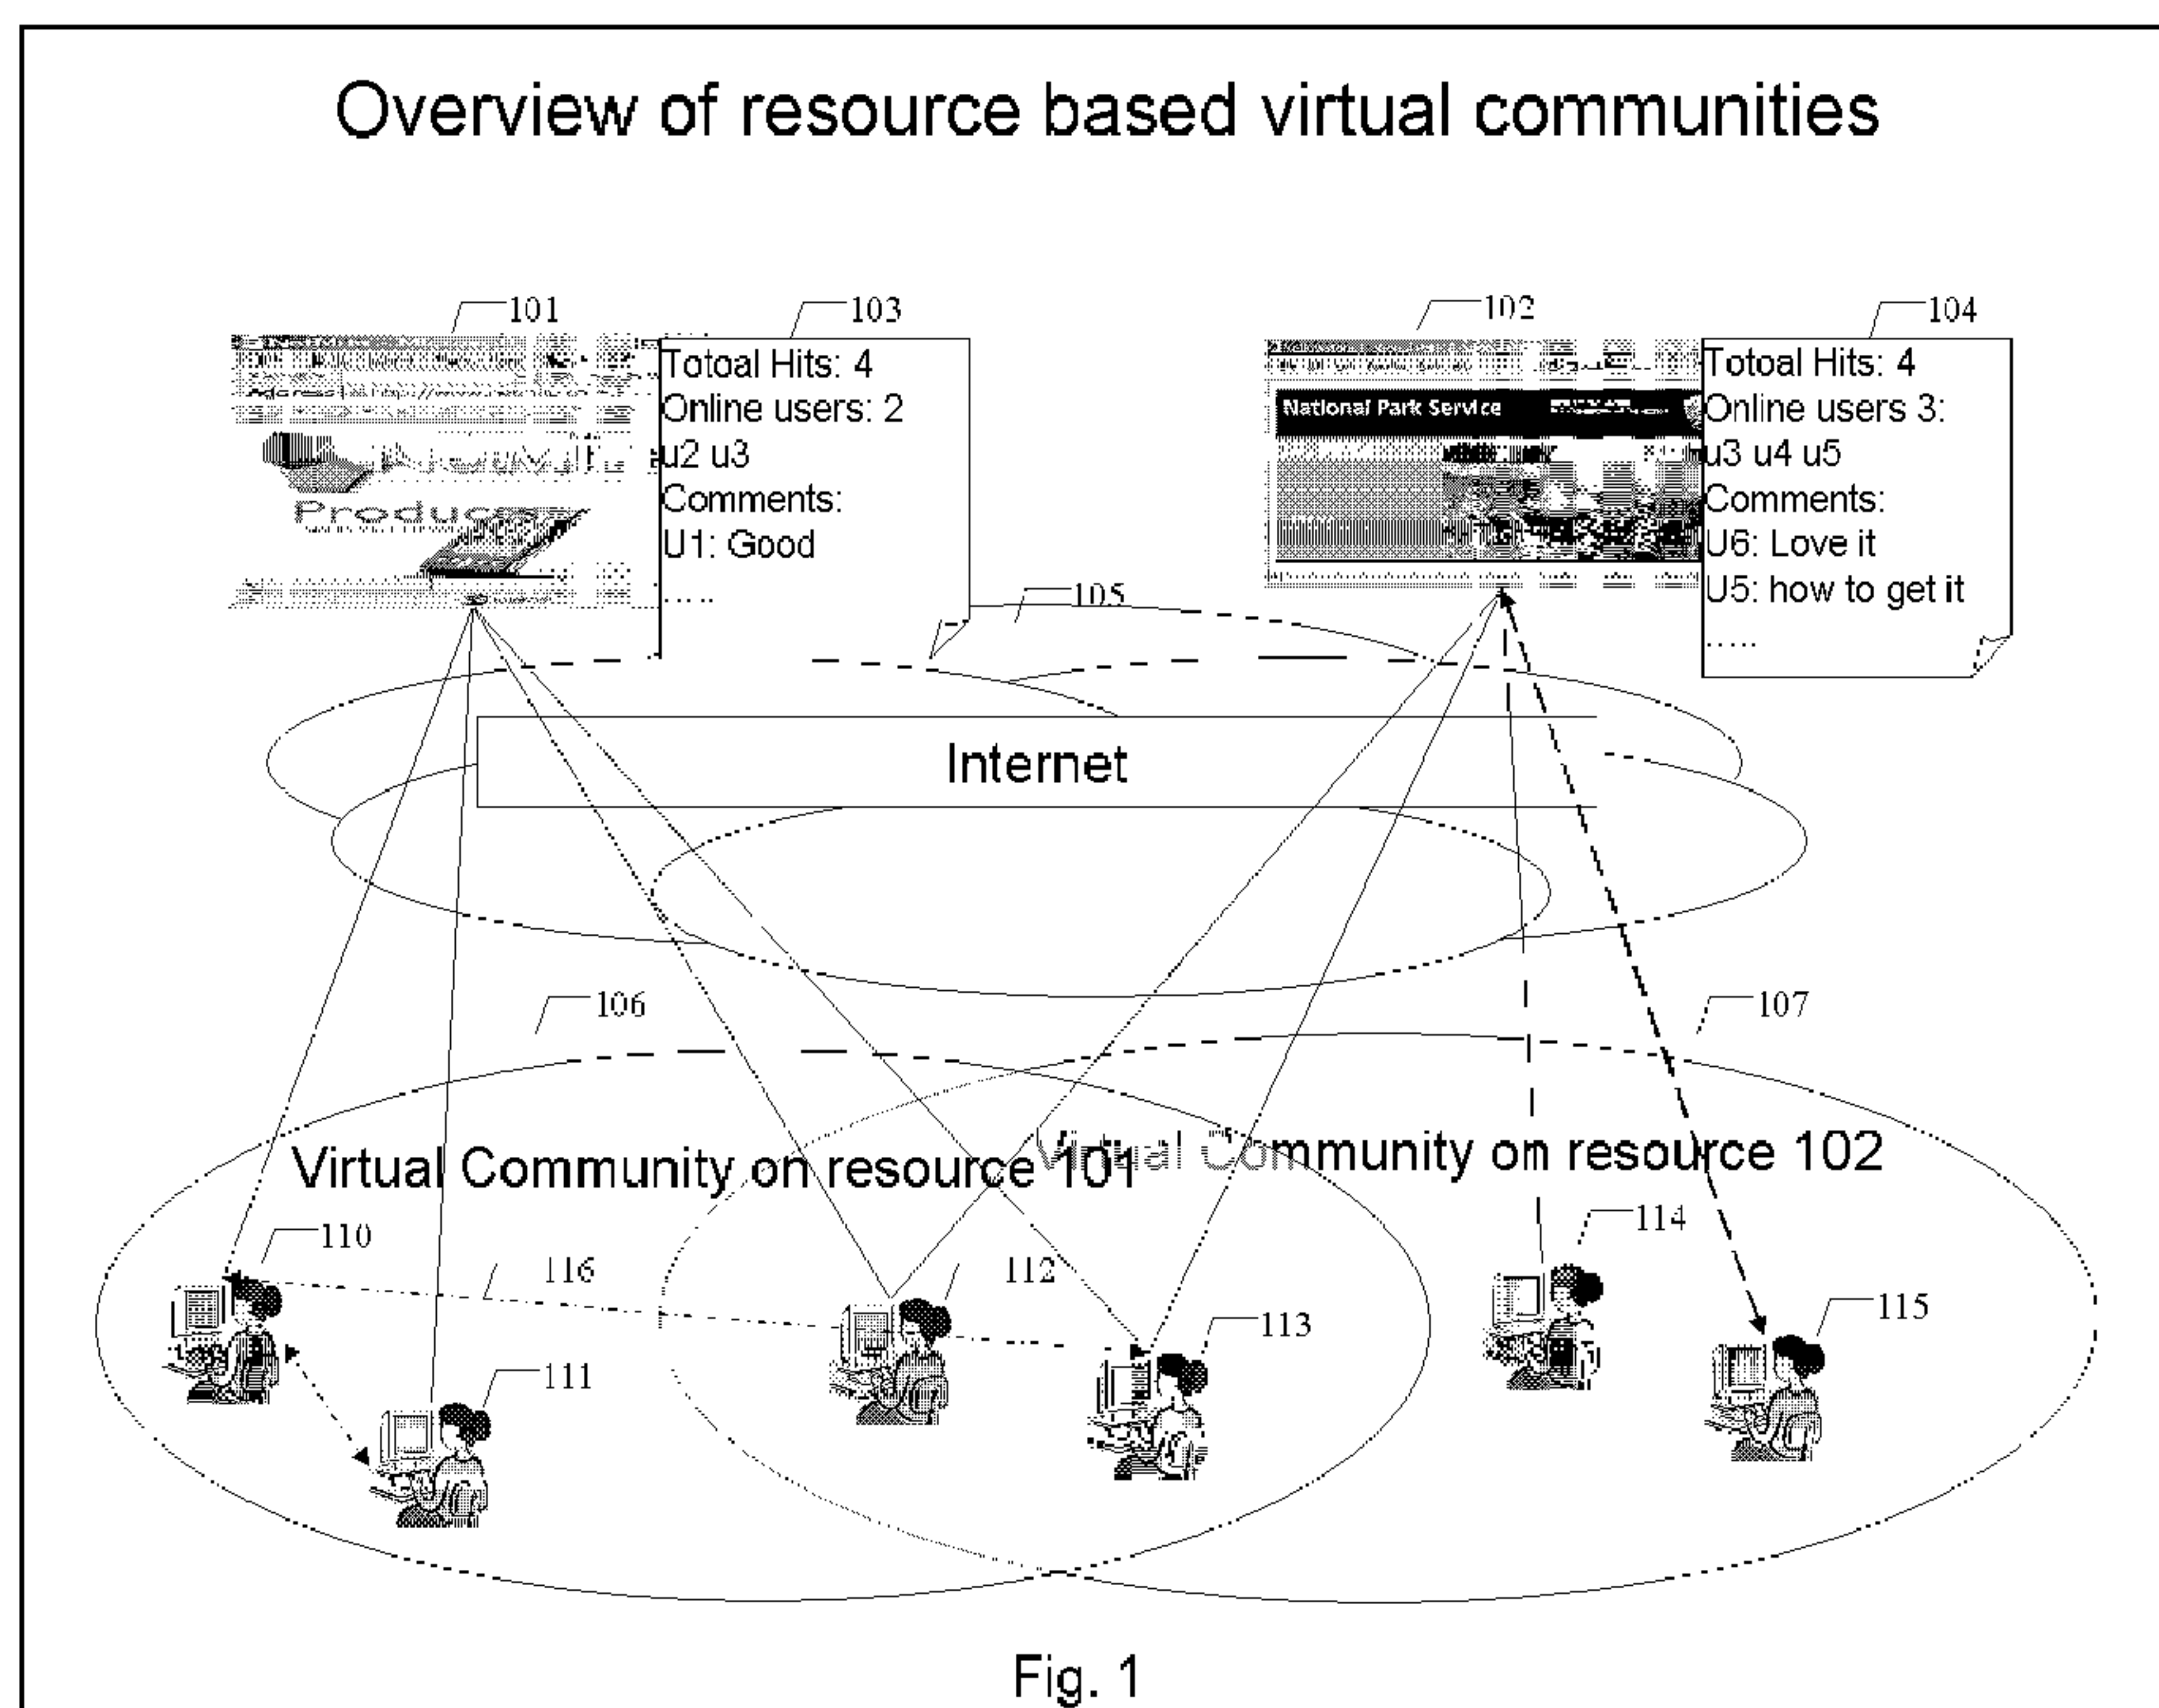 Overview of resource based virtual communities
101
103
102
104
Totoal Hits: 4
Online users: 2
u2 u3
Comments:
U1: Good
.....
National Park Service
Totoal Hits: 4
Online users 3:
u3 u4 u5
Comments:
U6: Love it
U5: how to get it
.....
Products
105
Internet
106
107
Virtual Community on resource 101
Virtual Community on resource 102
110
116
112
114
111
113
115
Fig. 1